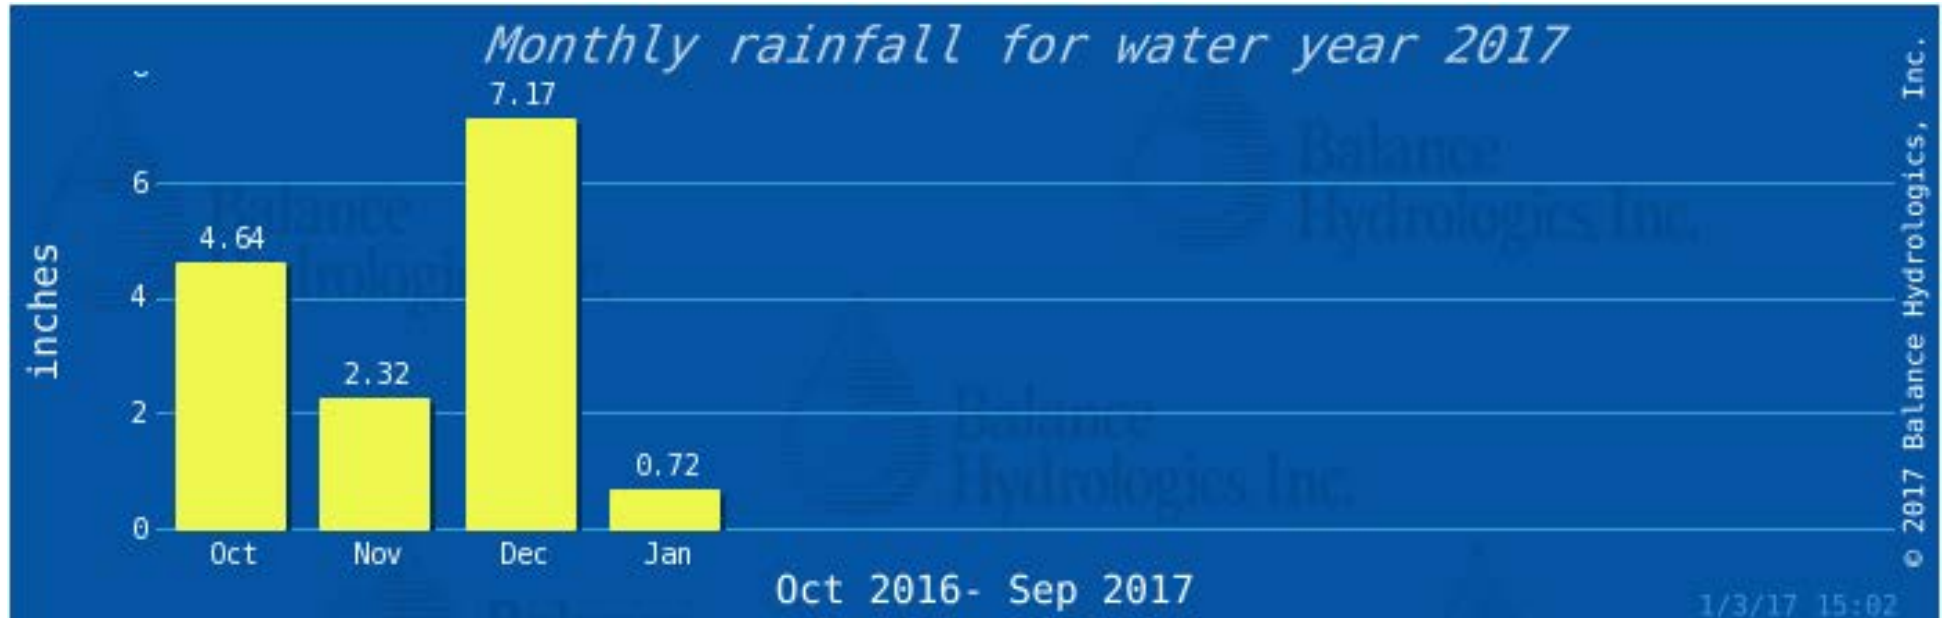 Monthly rainfall for water year 2017
7.17
6
4.64
4
2.32
2
0.72
0
Oct Nov Dec Jan
inches
Oct 2016- Sep 2017
© 2017 Balance Hydrologics, Inc.
1/3/17 15:02
Balance
Hydrologics, Inc.
Balance
Balance
Hydrologics Inc.